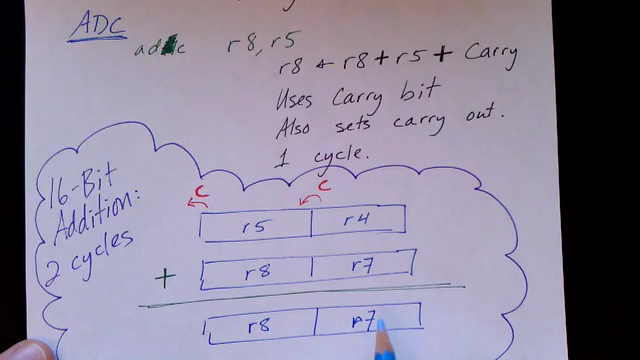 ADC
adc r8, r5
r8 ← r8 + r5 + Carry
Uses Carry bit
Also sets carry out.
1 cycle.
16-Bit
Addition:
2 cycles
C C
r5 r4
+ r8 r7
r8 r7